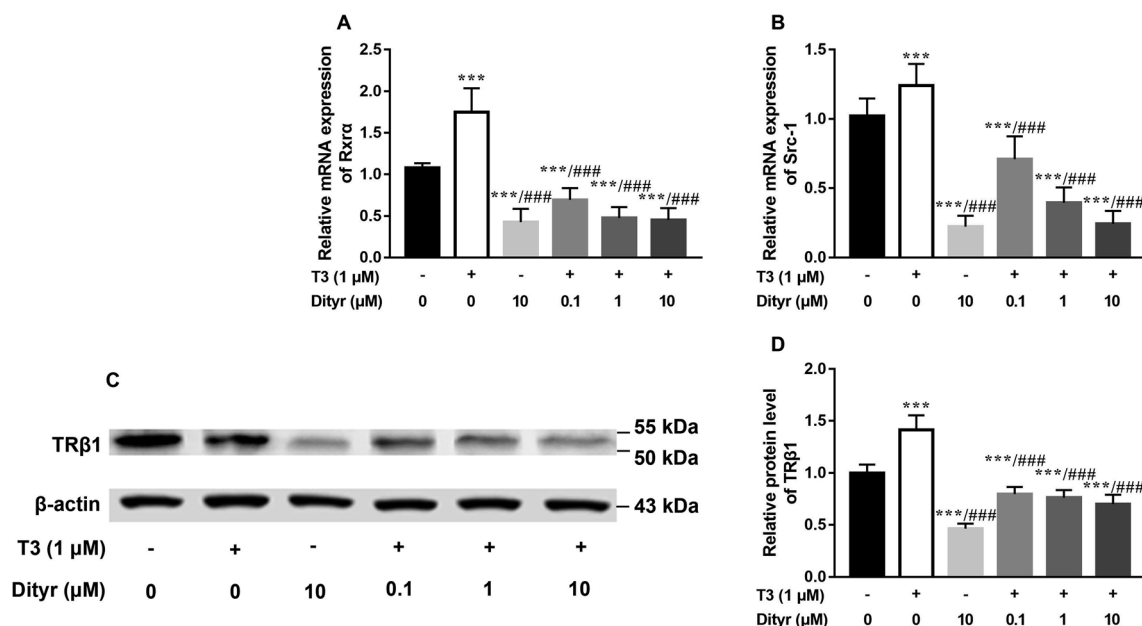 A
Relative mRNA expression
of Rxrα
2.5
2.0
1.5
1.0
0.5
0.0
***
***/###
***/###
***/###
***/###
T3 (1 µM) - + - + + +
Dityr (µM) 0 0 10 0.1 1 10
B
Relative mRNA expression
of Src-1
1.5
1.0
0.5
0.0
***
***/###
***/###
***/###
***/###
T3 (1 µM) - + - + + +
Dityr (µM) 0 0 10 0.1 1 10
C
TRβ1
55 kDa
50 kDa
β-actin
43 kDa
T3 (1 µM) - + - + + +
Dityr (µM) 0 0 10 0.1 1 10
D
Relative protein level
of TRβ1
2.0
1.5
1.0
0.5
0.0
***
***/###
***/###
***/###
***/###
T3 (1 µM) - + - + + +
Dityr (µM) 0 0 10 0.1 1 10